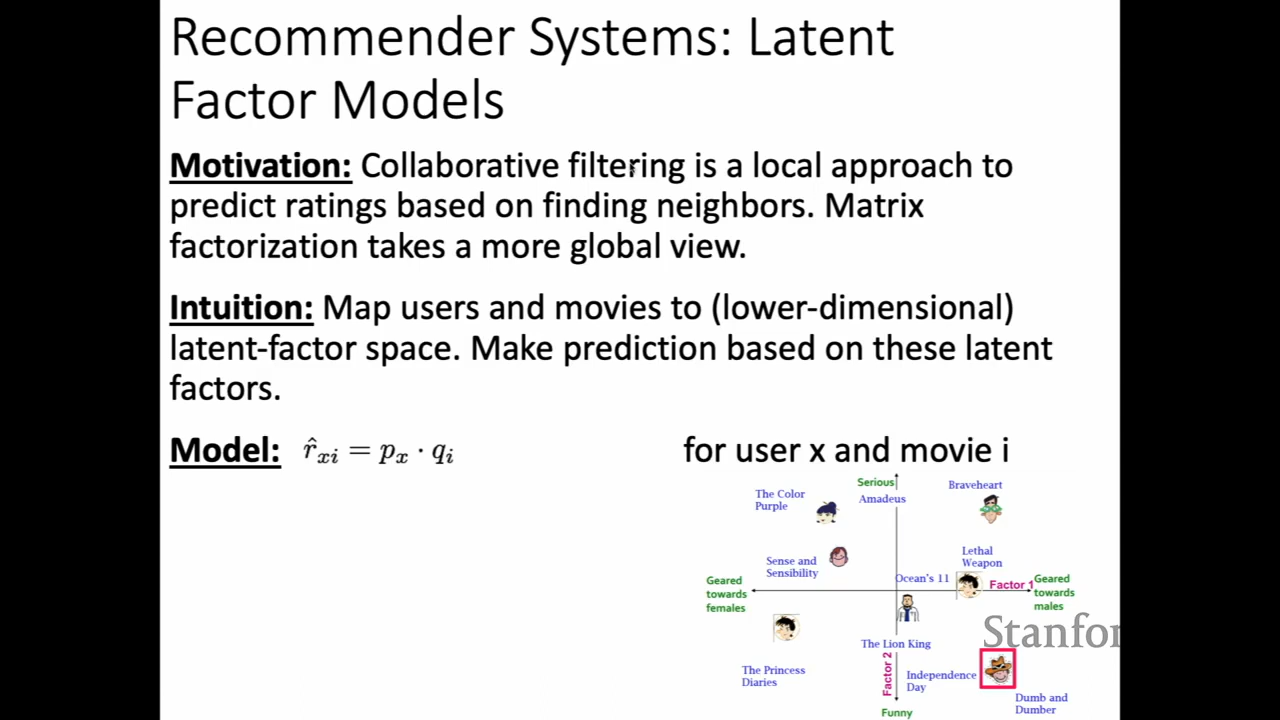 Recommender Systems: Latent
Factor Models
Motivation: Collaborative filtering is a local approach to
predict ratings based on finding neighbors. Matrix
factorization takes a more global view.
Intuition: Map users and movies to (lower-dimensional)
latent-factor space. Make prediction based on these latent
factors.
Model: r̂ₓᵢ = pₓ · qᵢ for user x and movie i
Serious
Braveheart
The Color
Purple
Amadeus
Lethal
Weapon
Sense and
Sensibility
Ocean's 11
Factor 1
Geared
towards
females
Geared
towards
males
Stanfor
The Lion King
Factor 2
The Princess
Diaries
Independence
Day
Dumb and
Dumber
Funny